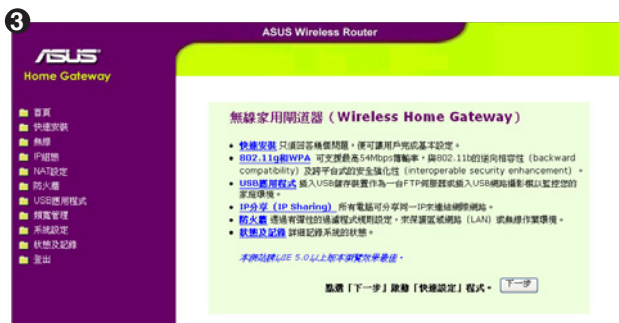 3
ASUS Wireless Router
ASUS
Home Gateway
首頁
快速安裝
無線
IP組態
NAT設定
防火牆
USB應用程式
頻寬管理
系統設定
狀態及記錄
登出
無線家用閘道器（Wireless Home Gateway）
快速安裝 只須回答幾個問題，便可讓用戶完成基本設定。
802.11g和WPA 可支援最高54Mbps傳輸率，與802.11b的逆向相容性（backward
compatibility）及跨平台式的安全強化性（interoperable security enhancement）。
USB應用程式 插入USB儲存裝置作為一台FTP伺服器或插入USB網路攝影機以監控您的
家庭環境。
IP分享（IP Sharing） 所有電腦可分享同一IP來連結網際網路。
防火牆 透過有彈性的過濾程式規則設定，來保護區域網路（LAN）或無線作業環境。
狀態及記錄 詳細記錄系統的狀態。
本網站以IE 5.0以上版本瀏覽效果最佳。
點選「下一步」啟動「快速設定」程式。 下一步